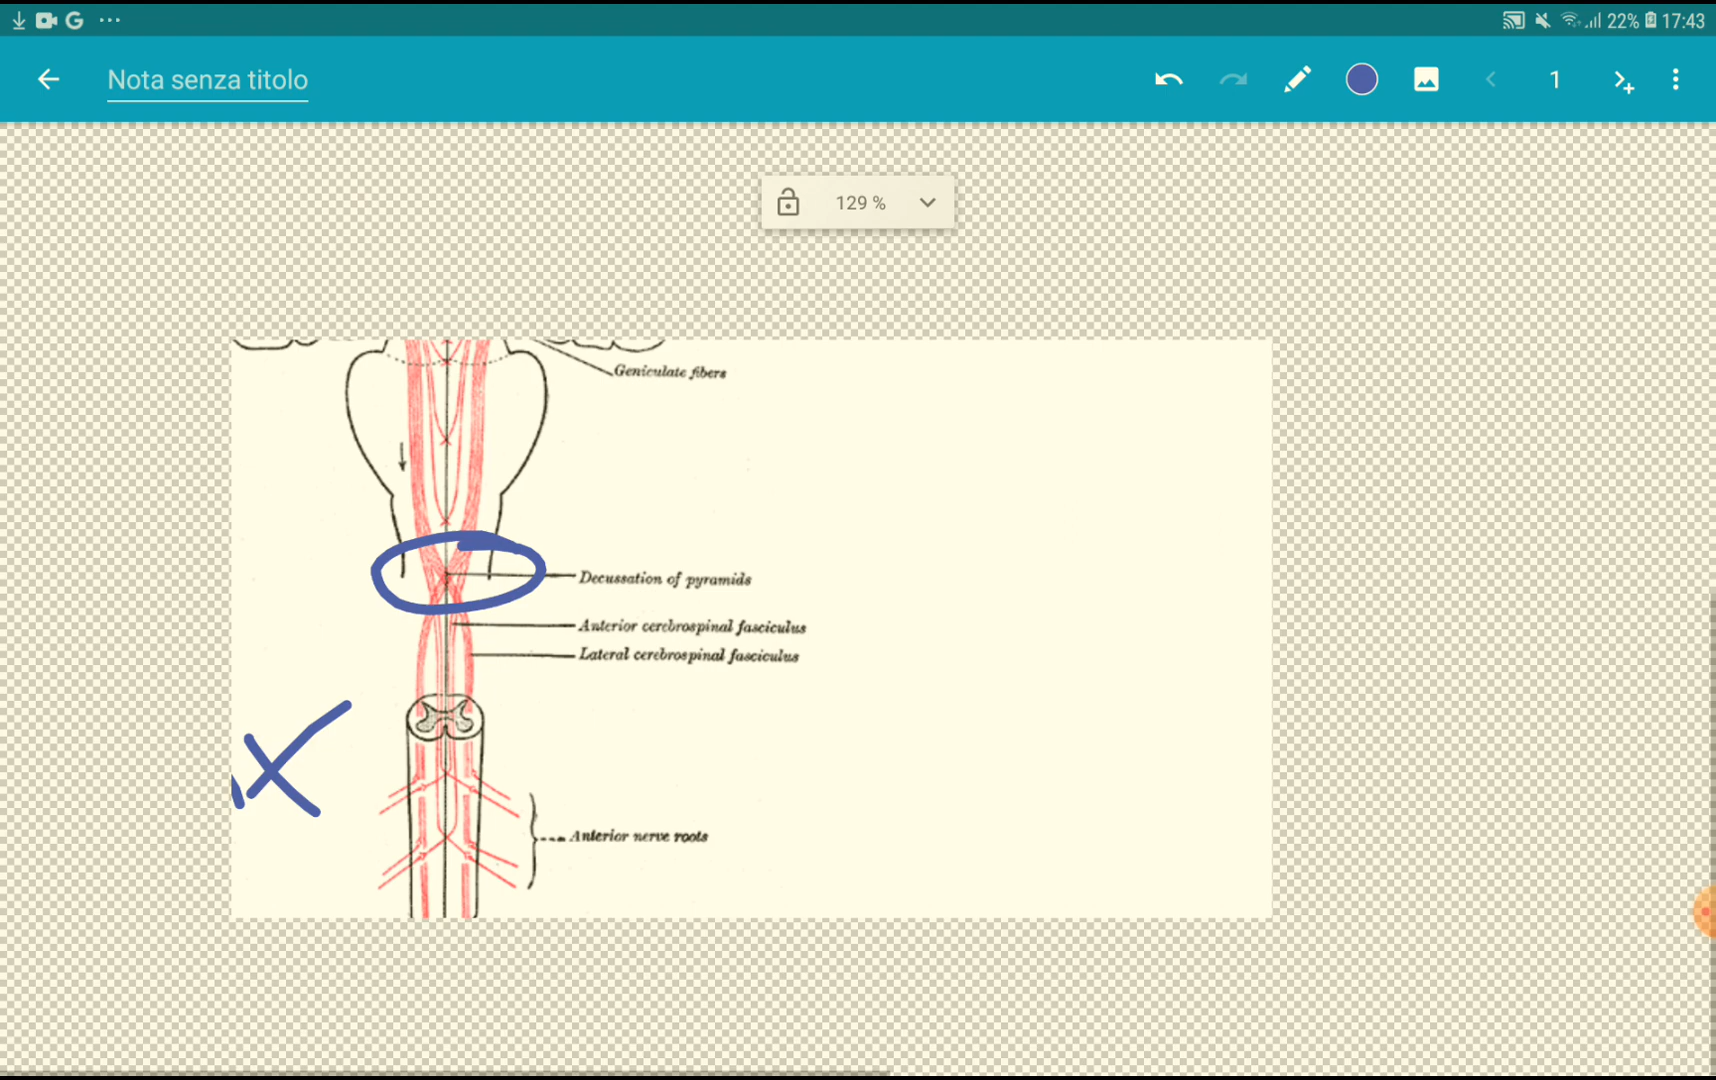 G 22% 17:43
Nota senza titolo 1
129 %
Geniculate fibers
Decussation of pyramids
Anterior cerebrospinal fasciculus
Lateral cerebrospinal fasciculus
X
Anterior nerve roots